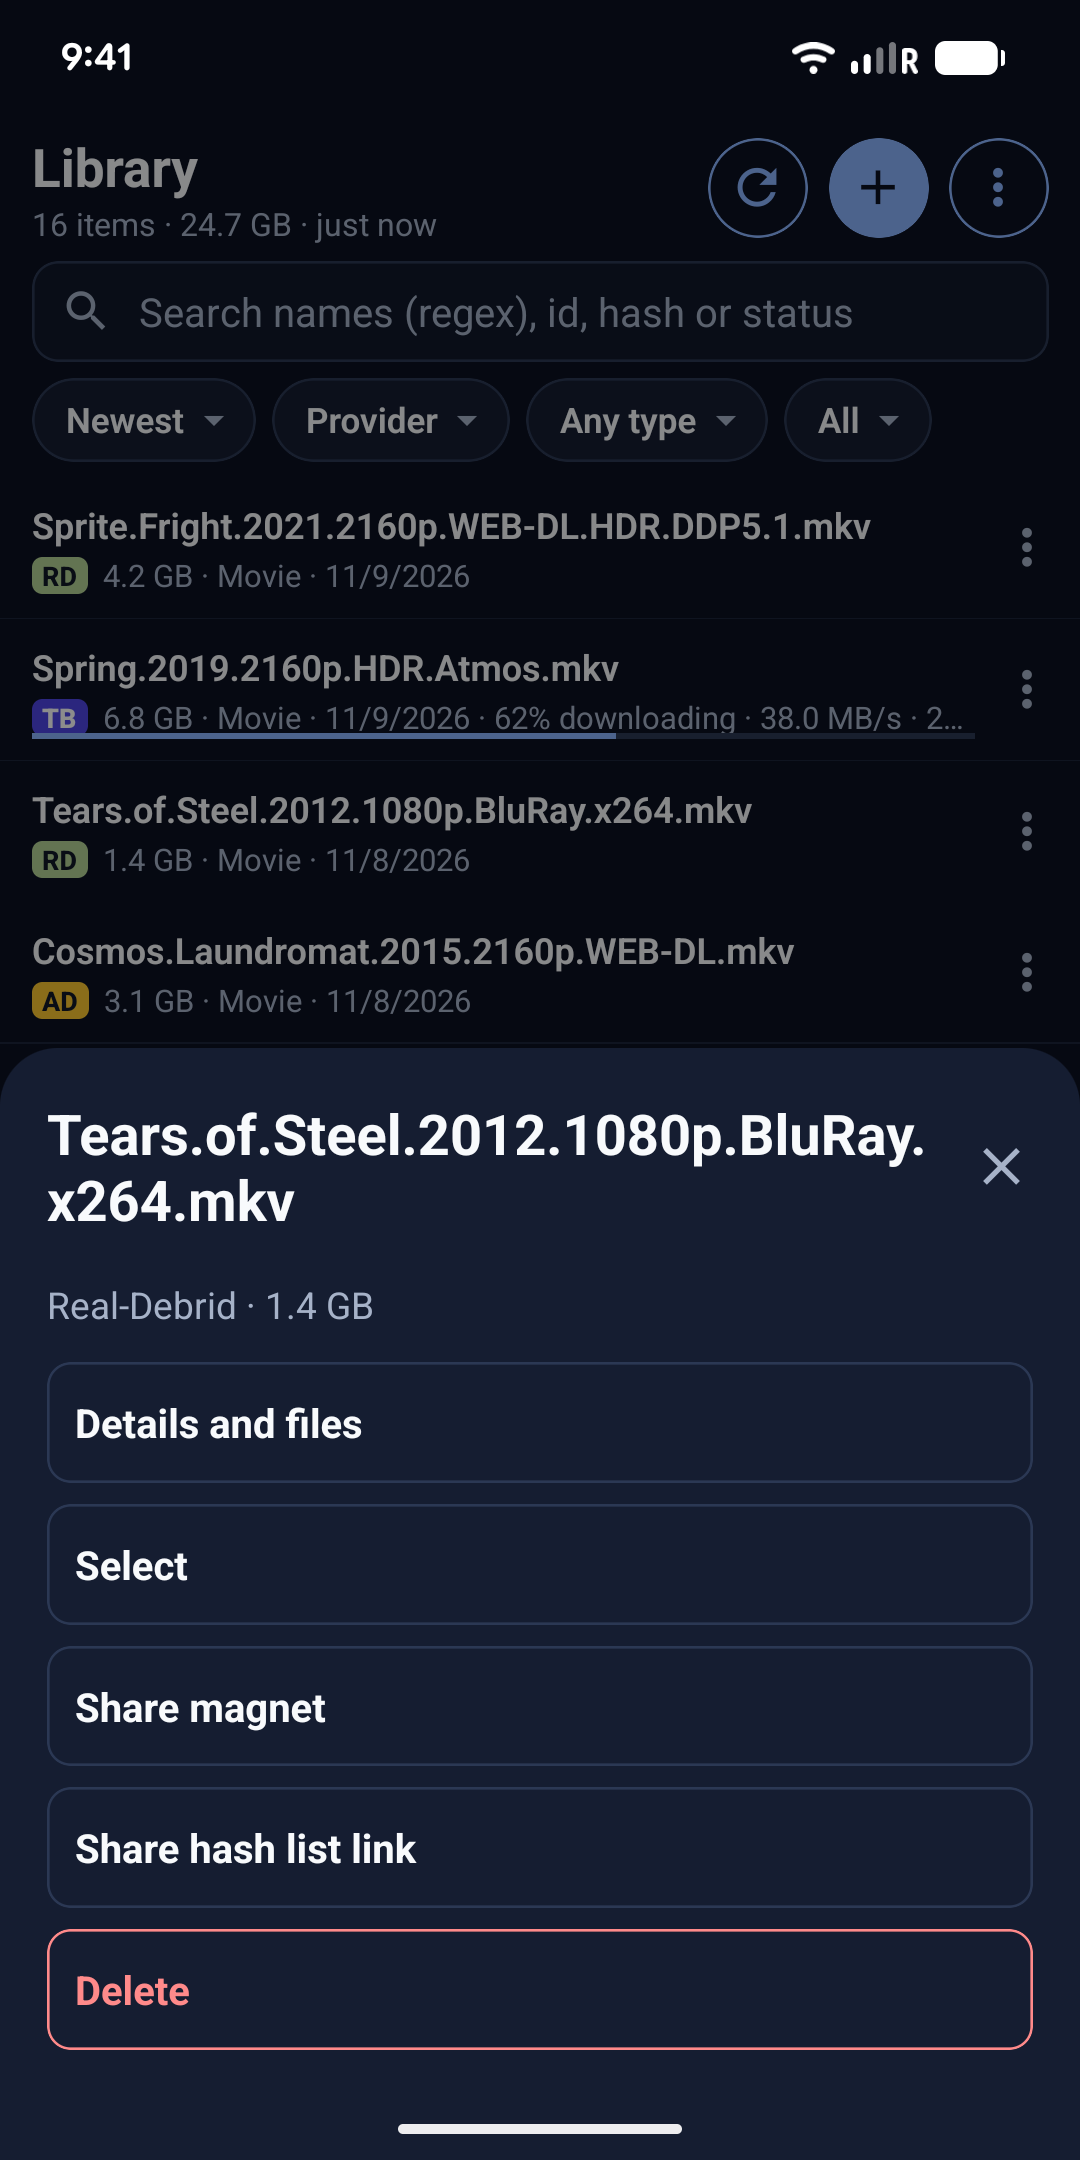 9:41
R
Library
16 items · 24.7 GB · just now
Search names (regex), id, hash or status
Newest Provider Any type All
Sprite.Fright.2021.2160p.WEB-DL.HDR.DDP5.1.mkv
RD 4.2 GB · Movie · 11/9/2026
Spring.2019.2160p.HDR.Atmos.mkv
TB 6.8 GB · Movie · 11/9/2026 · 62% downloading · 38.0 MB/s · 2…
Tears.of.Steel.2012.1080p.BluRay.x264.mkv
RD 1.4 GB · Movie · 11/8/2026
Cosmos.Laundromat.2015.2160p.WEB-DL.mkv
AD 3.1 GB · Movie · 11/8/2026
Tears.of.Steel.2012.1080p.BluRay.
x264.mkv
Real-Debrid · 1.4 GB
Details and files
Select
Share magnet
Share hash list link
Delete